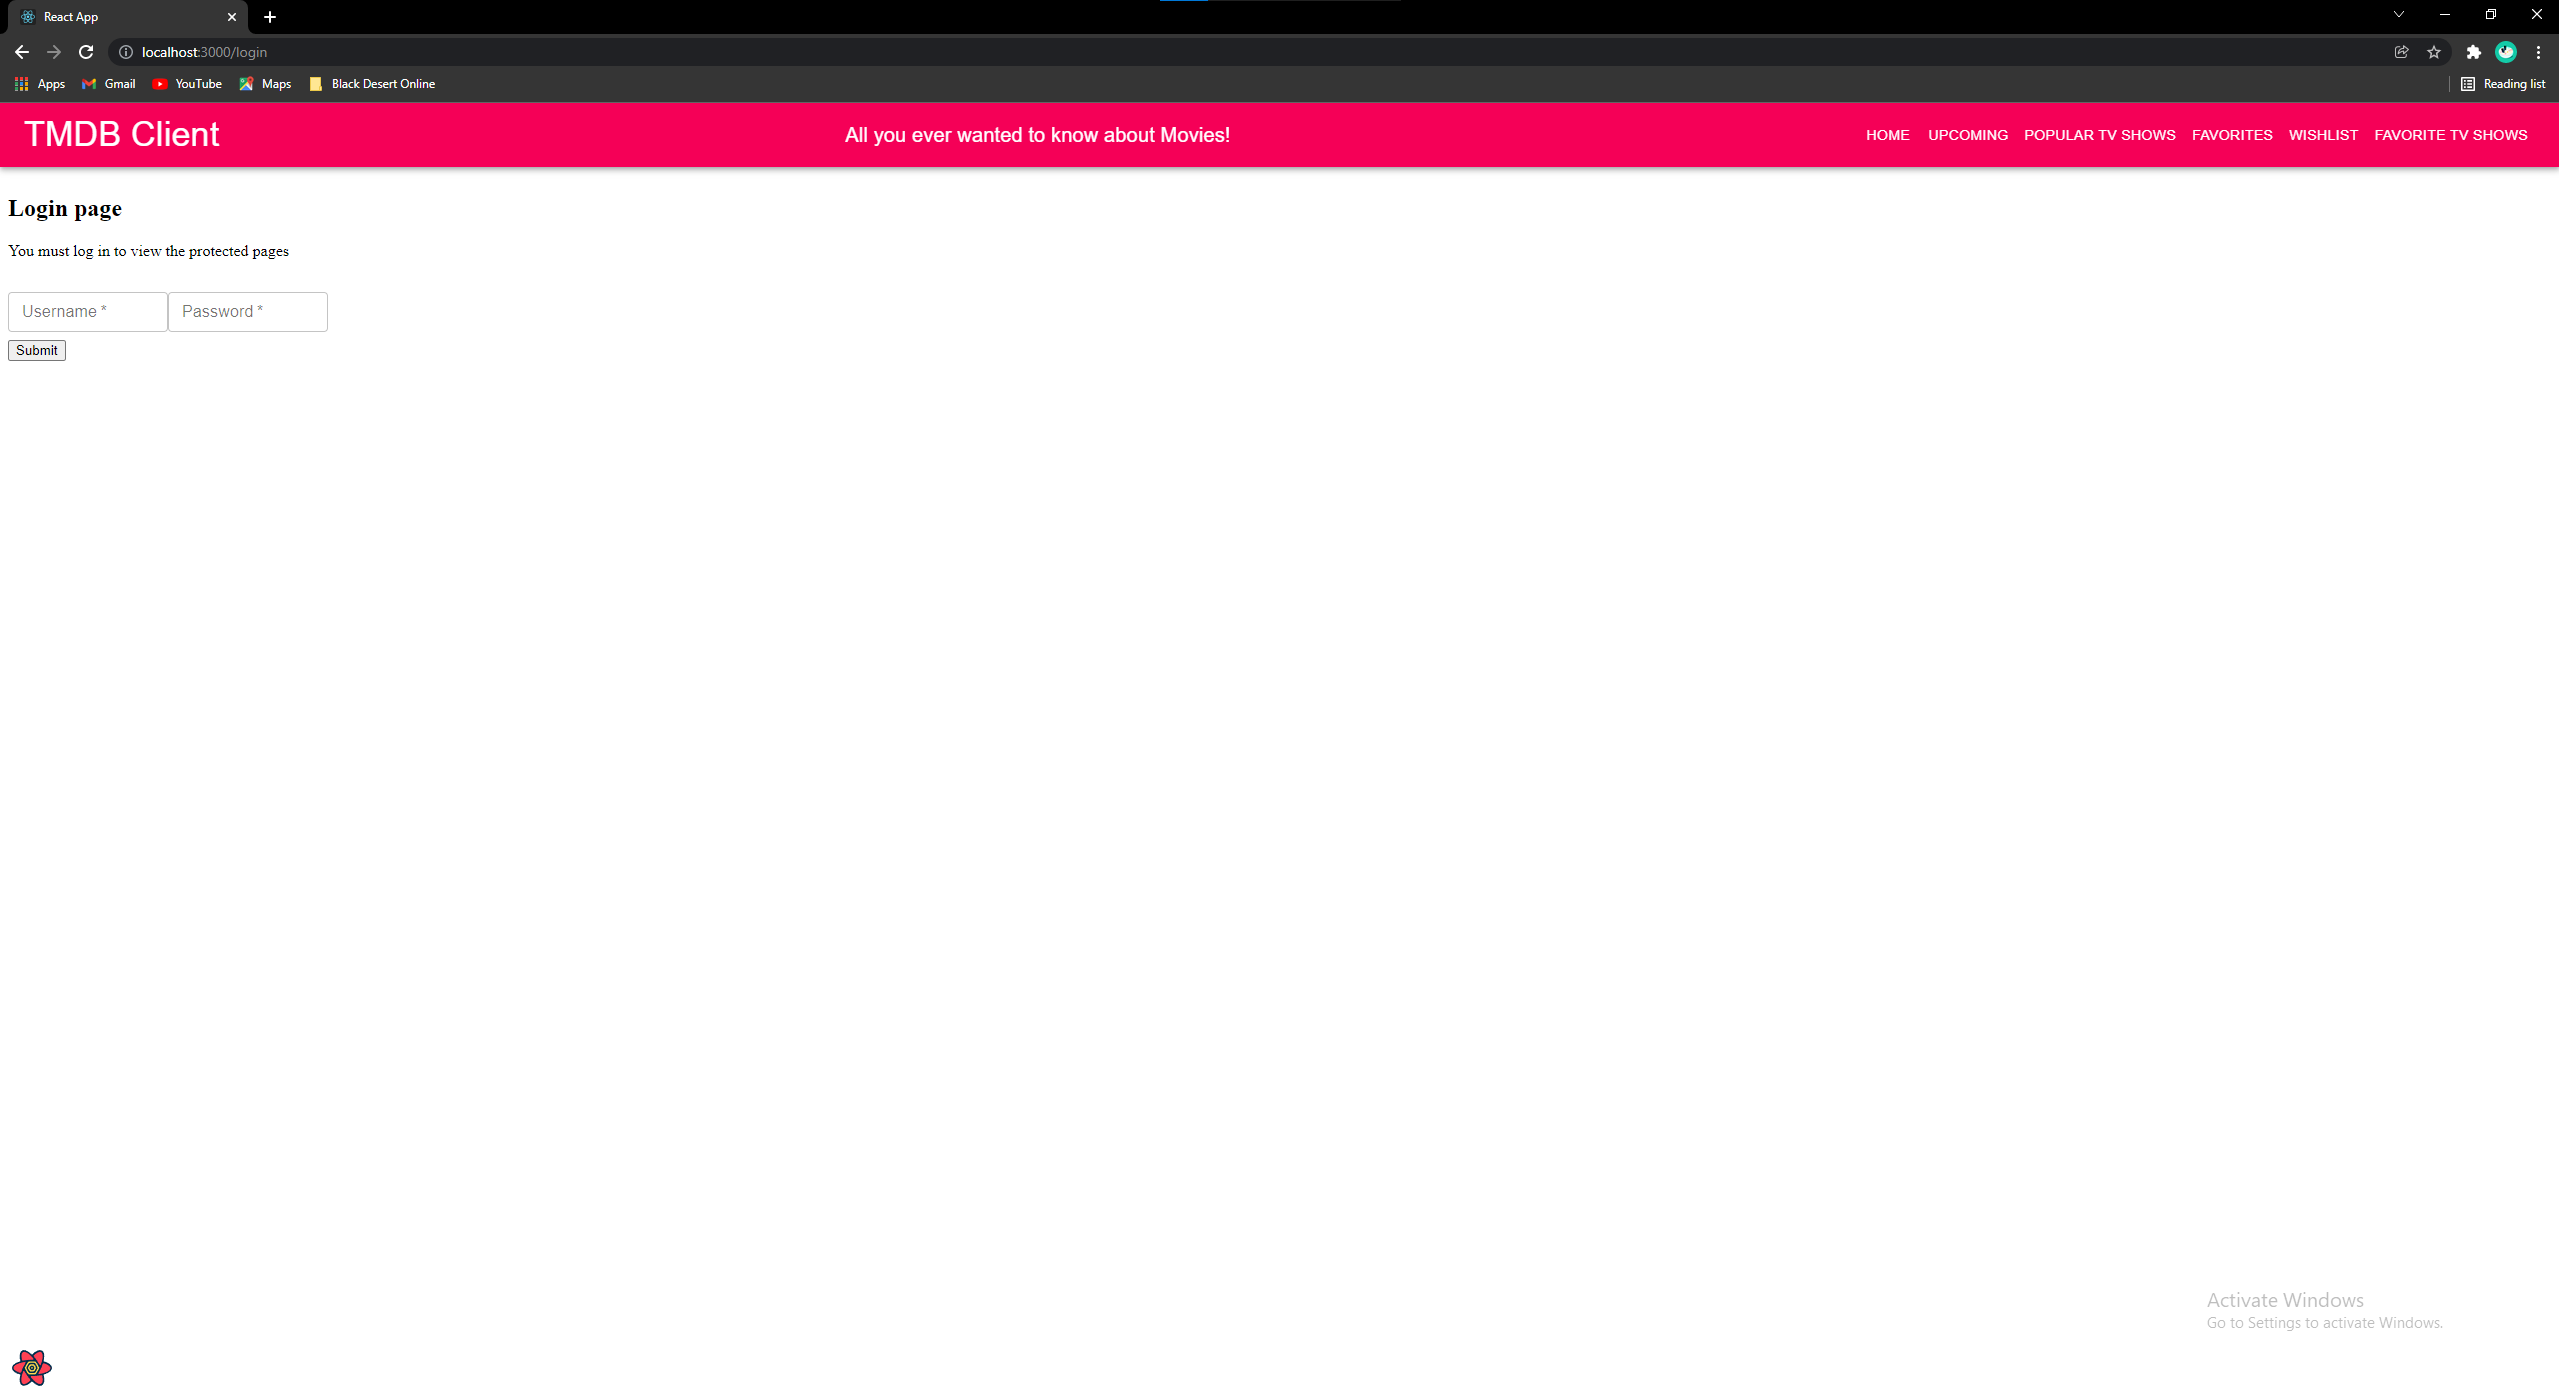 React App
localhost:3000/login
Apps Gmail YouTube Maps Black Desert Online Reading list
TMDB Client All you ever wanted to know about Movies! HOME UPCOMING POPULAR TV SHOWS FAVORITES WISHLIST FAVORITE TV SHOWS
Login page
You must log in to view the protected pages
Username * Password *
Submit
Activate Windows
Go to Settings to activate Windows.